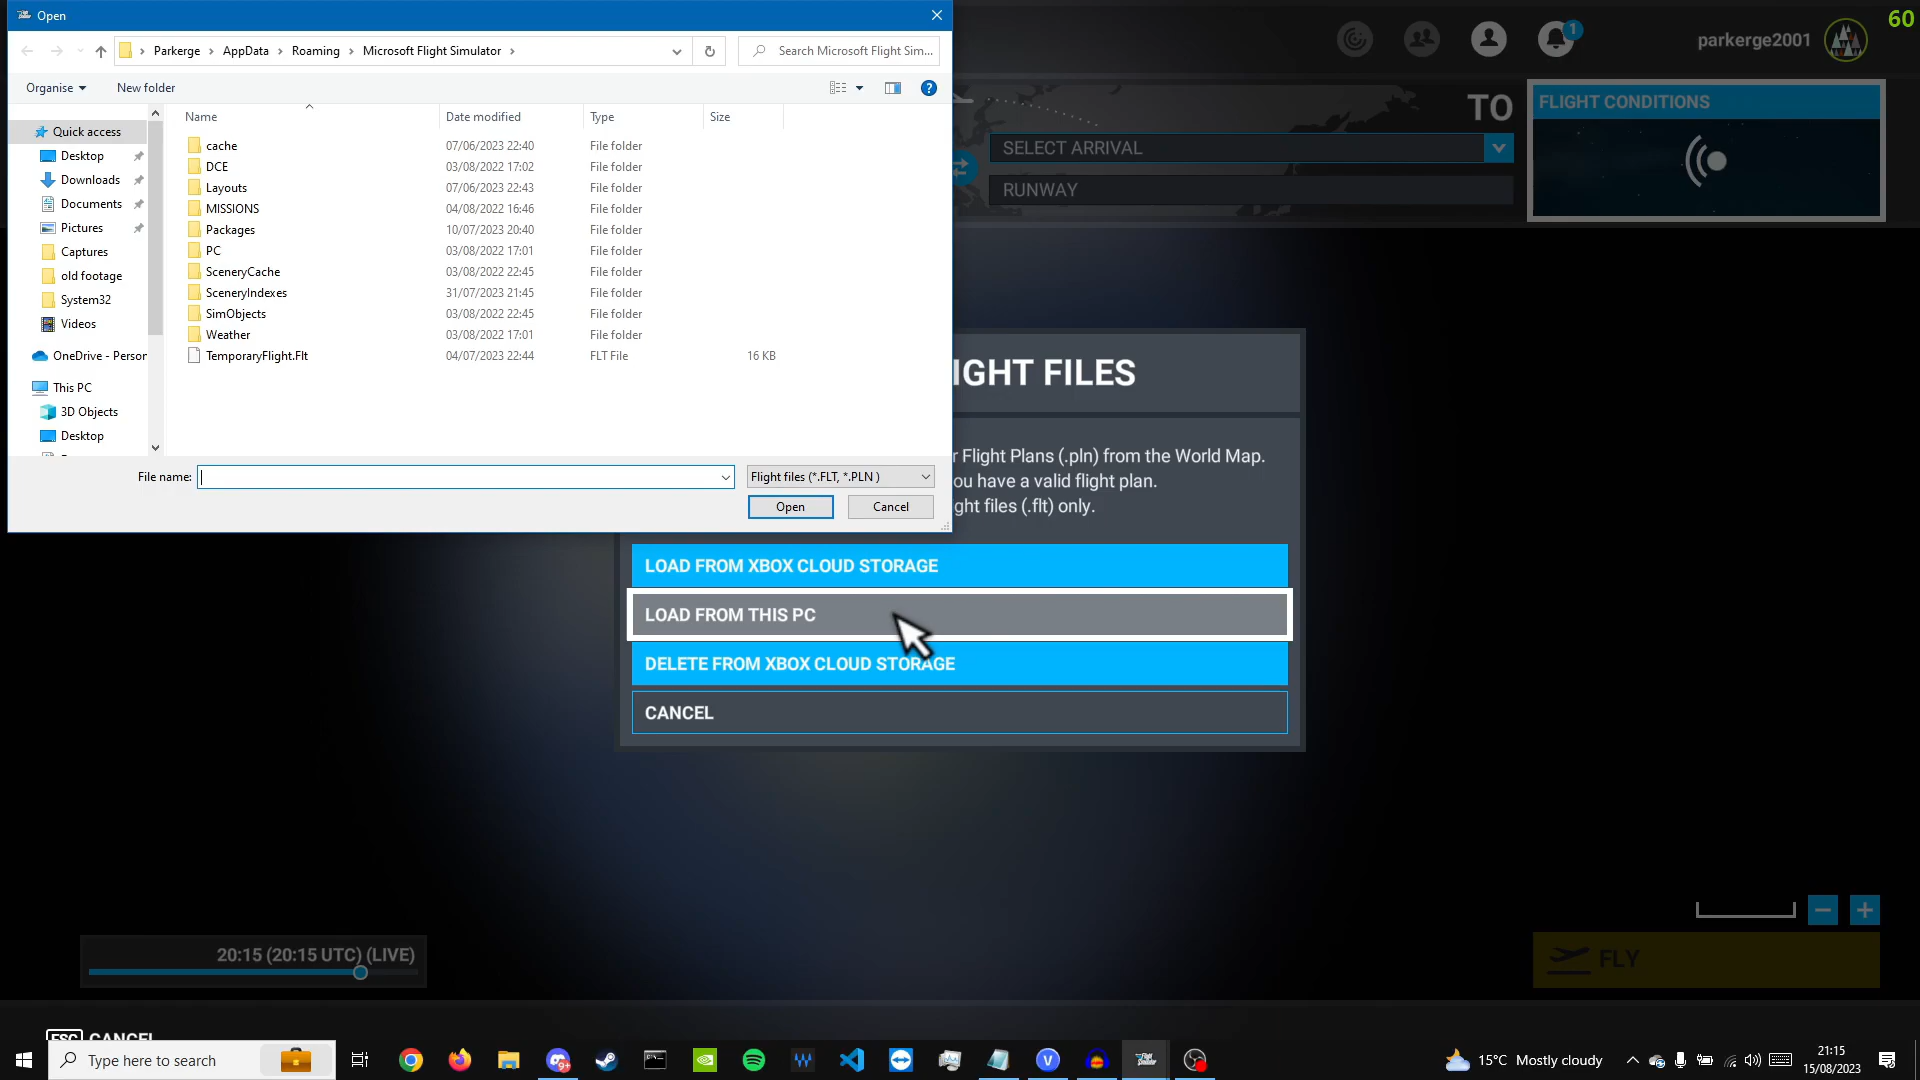 Open
60
Parkerge > AppData > Roaming > Microsoft Flight Simulator >
Search Microsoft Flight Sim...
parkerge2001
1
Organise
New folder
TO
FLIGHT CONDITIONS
Name
Date modified
Type
Size
SELECT ARRIVAL
RUNWAY
Quick access
Desktop
Downloads
Documents
Pictures
Captures
old footage
System32
Videos
OneDrive - Person
This PC
3D Objects
Desktop
cache 07/06/2023 22:40 File folder
DCE 03/08/2022 17:02 File folder
Layouts 07/06/2023 22:43 File folder
MISSIONS 04/08/2022 16:46 File folder
Packages 10/07/2023 20:40 File folder
PC 03/08/2022 17:01 File folder
SceneryCache 03/08/2022 22:45 File folder
SceneryIndexes 31/07/2023 21:45 File folder
SimObjects 03/08/2022 22:45 File folder
Weather 03/08/2022 17:01 File folder
TemporaryFlight.Flt 04/07/2023 22:44 FLT File 16 KB
File name:
Flight files (*.FLT, *.PLN )
Open
Cancel
IGHT FILES
r Flight Plans (.pln) from the World Map.
ou have a valid flight plan.
ght files (.flt) only.
LOAD FROM XBOX CLOUD STORAGE
LOAD FROM THIS PC
DELETE FROM XBOX CLOUD STORAGE
CANCEL
20:15 (20:15 UTC) (LIVE)
FLY
ESC CANCEL
Type here to search
9+
15°C Mostly cloudy
21:15
15/08/2023